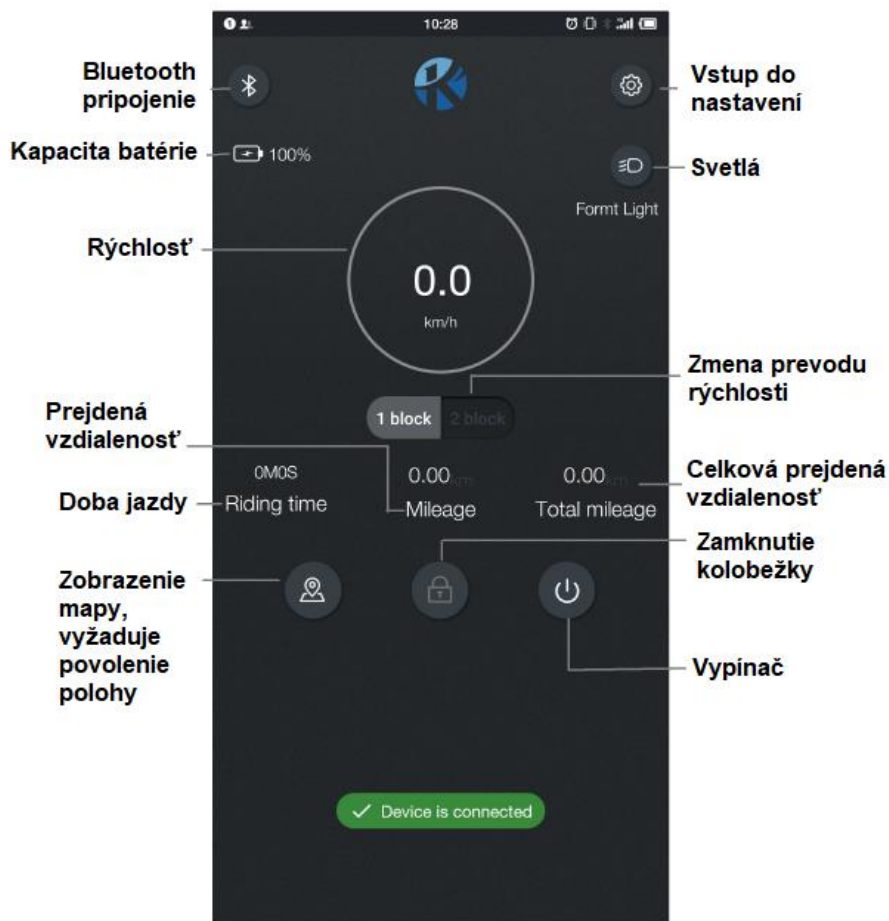 10:28
Bluetooth
pripojenie
Vstup do
nastavení
Kapacita batérie
100%
Svetlá
Formt Light
Rýchlosť
0.0
km/h
Zmena prevodu
rýchlosti
1 block
2 block
Prejdená
vzdialenosť
0M0S
0.00 km
0.00 km
Celková prejdená
vzdialenosť
Doba jazdy
Riding time
Mileage
Total mileage
Zamknutie
kolobežky
Zobrazenie
mapy,
vyžaduje
povolenie
polohy
Vypínač
Device is connected